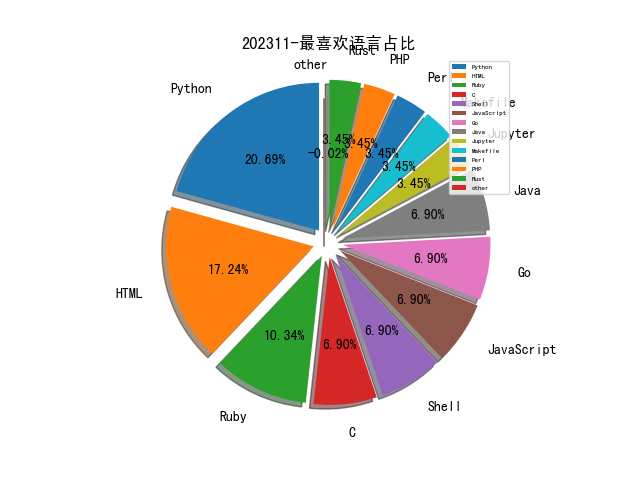 202311-最喜欢语言占比
other
Rust
PHP
Perl
Makefile
Jupyter
Java
Go
JavaScript
Shell
C
Ruby
HTML
Python
20.69%
17.24%
10.34%
6.90%
6.90%
6.90%
6.90%
6.90%
3.45%
3.45%
3.45%
3.45%
3.45%
-0.02%
Python
HTML
Ruby
C
Shell
JavaScript
Go
Java
Jupyter
Makefile
Perl
PHP
Rust
other